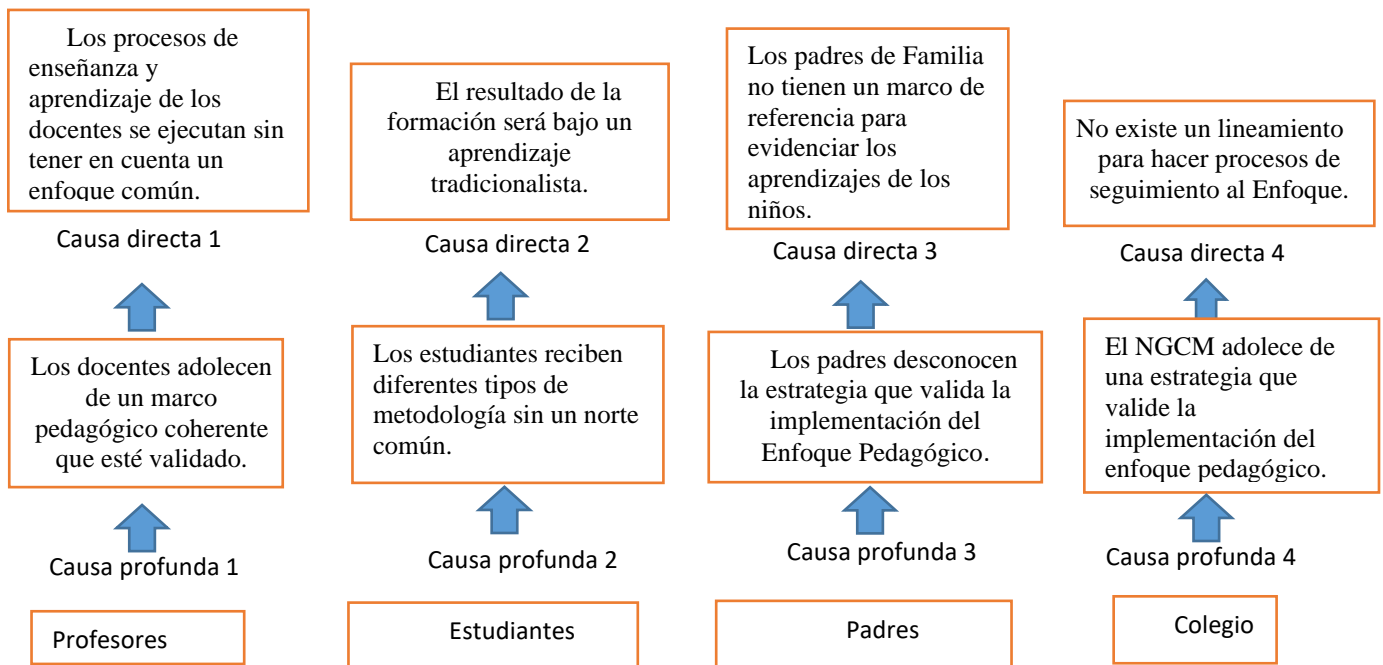 Los procesos de
enseñanza y
aprendizaje de los
docentes se ejecutan sin
tener en cuenta un
enfoque común.
Causa directa 1
Los docentes adolecen
de un marco
pedagógico coherente
que esté validado.
Causa profunda 1
Profesores
El resultado de la
formación será bajo un
aprendizaje
tradicionalista.
Causa directa 2
Los estudiantes reciben
diferentes tipos de
metodología sin un norte
común.
Causa profunda 2
Estudiantes
Los padres de Familia
no tienen un marco de
referencia para
evidenciar los
aprendizajes de los
niños.
Causa directa 3
Los padres desconocen
la estrategia que valida la
implementación del
Enfoque Pedagógico.
Causa profunda 3
Padres
No existe un lineamiento
para hacer procesos de
seguimiento al Enfoque.
Causa directa 4
El NGCM adolece de
una estrategia que
valide la
implementación del
enfoque pedagógico.
Causa profunda 4
Colegio